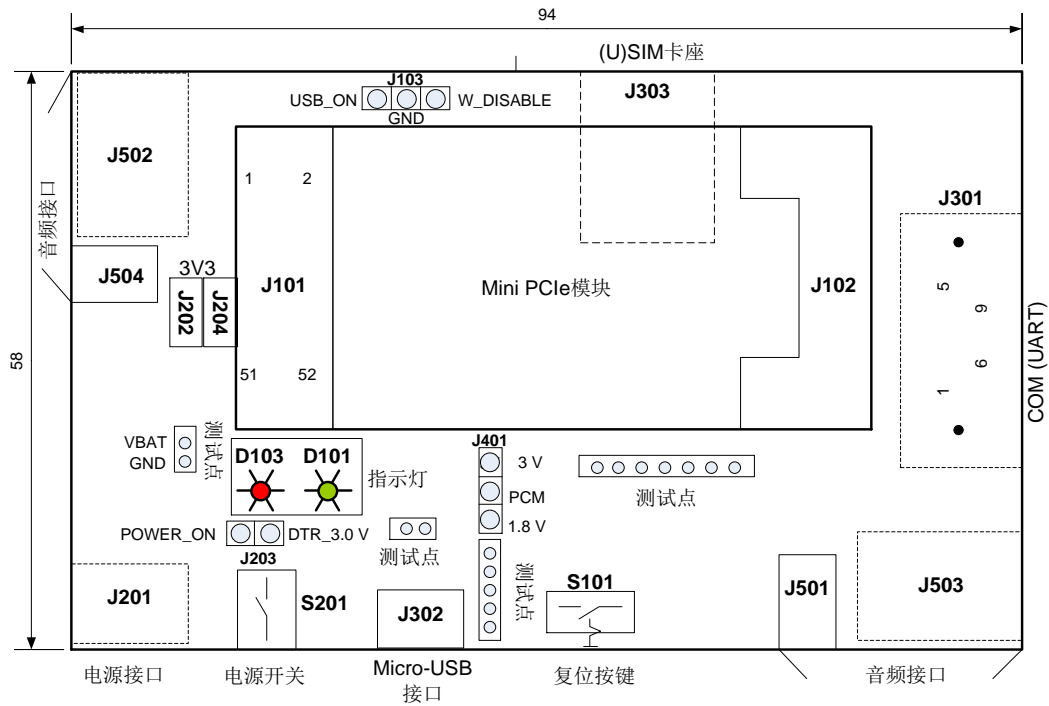 94
(U)SIM卡座
J103
USB_ON
W_DISABLE
GND
J303
J502
1
2
音频接口
J301
J504
3V3
J202
J204
J101
Mini PCIe模块
J102
5
9
58
6
1
COM (UART)
51
52
VBAT
GND
测试点
D103
D101
指示灯
J401
3 V
PCM
1.8 V
测试点
POWER_ON
DTR_3.0 V
J203
测试点
测试点
J201
S201
J302
S101
J501
J503
电源接口
电源开关
Micro-USB
接口
复位按键
音频接口